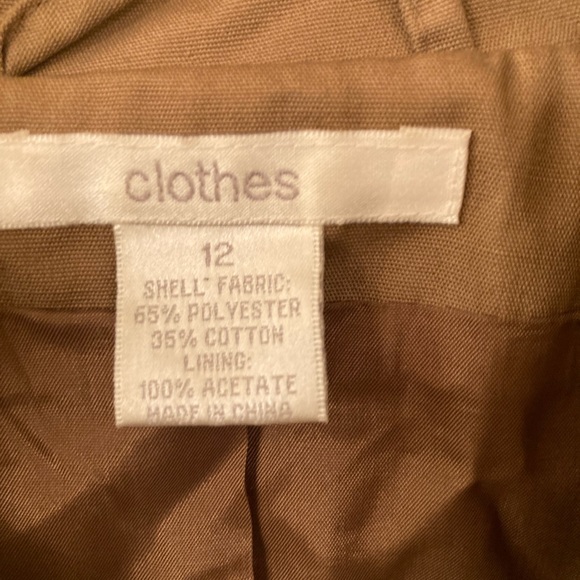 clothes
12
SHELL FABRIC:
65% POLYESTER
35% COTTON
LINING:
100% ACETATE
MADE IN CHINA